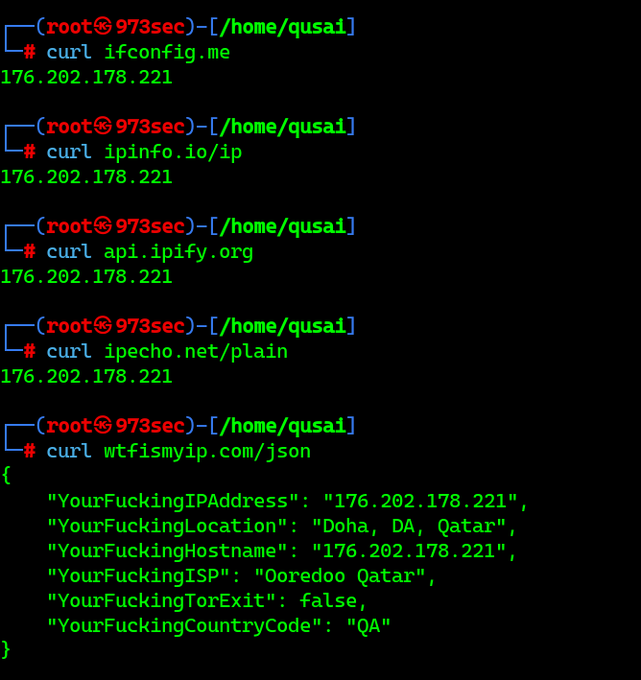 ┌──(root㉿973sec)-[/home/qusai]
└─# curl ifconfig.me
176.202.178.221
┌──(root㉿973sec)-[/home/qusai]
└─# curl ipinfo.io/ip
176.202.178.221
┌──(root㉿973sec)-[/home/qusai]
└─# curl api.ipify.org
176.202.178.221
┌──(root㉿973sec)-[/home/qusai]
└─# curl ipecho.net/plain
176.202.178.221
┌──(root㉿973sec)-[/home/qusai]
└─# curl wtfismyip.com/json
{
    "YourFuckingIPAddress": "176.202.178.221",
    "YourFuckingLocation": "Doha, DA, Qatar",
    "YourFuckingHostname": "176.202.178.221",
    "YourFuckingISP": "Ooredoo Qatar",
    "YourFuckingTorExit": false,
    "YourFuckingCountryCode": "QA"
}